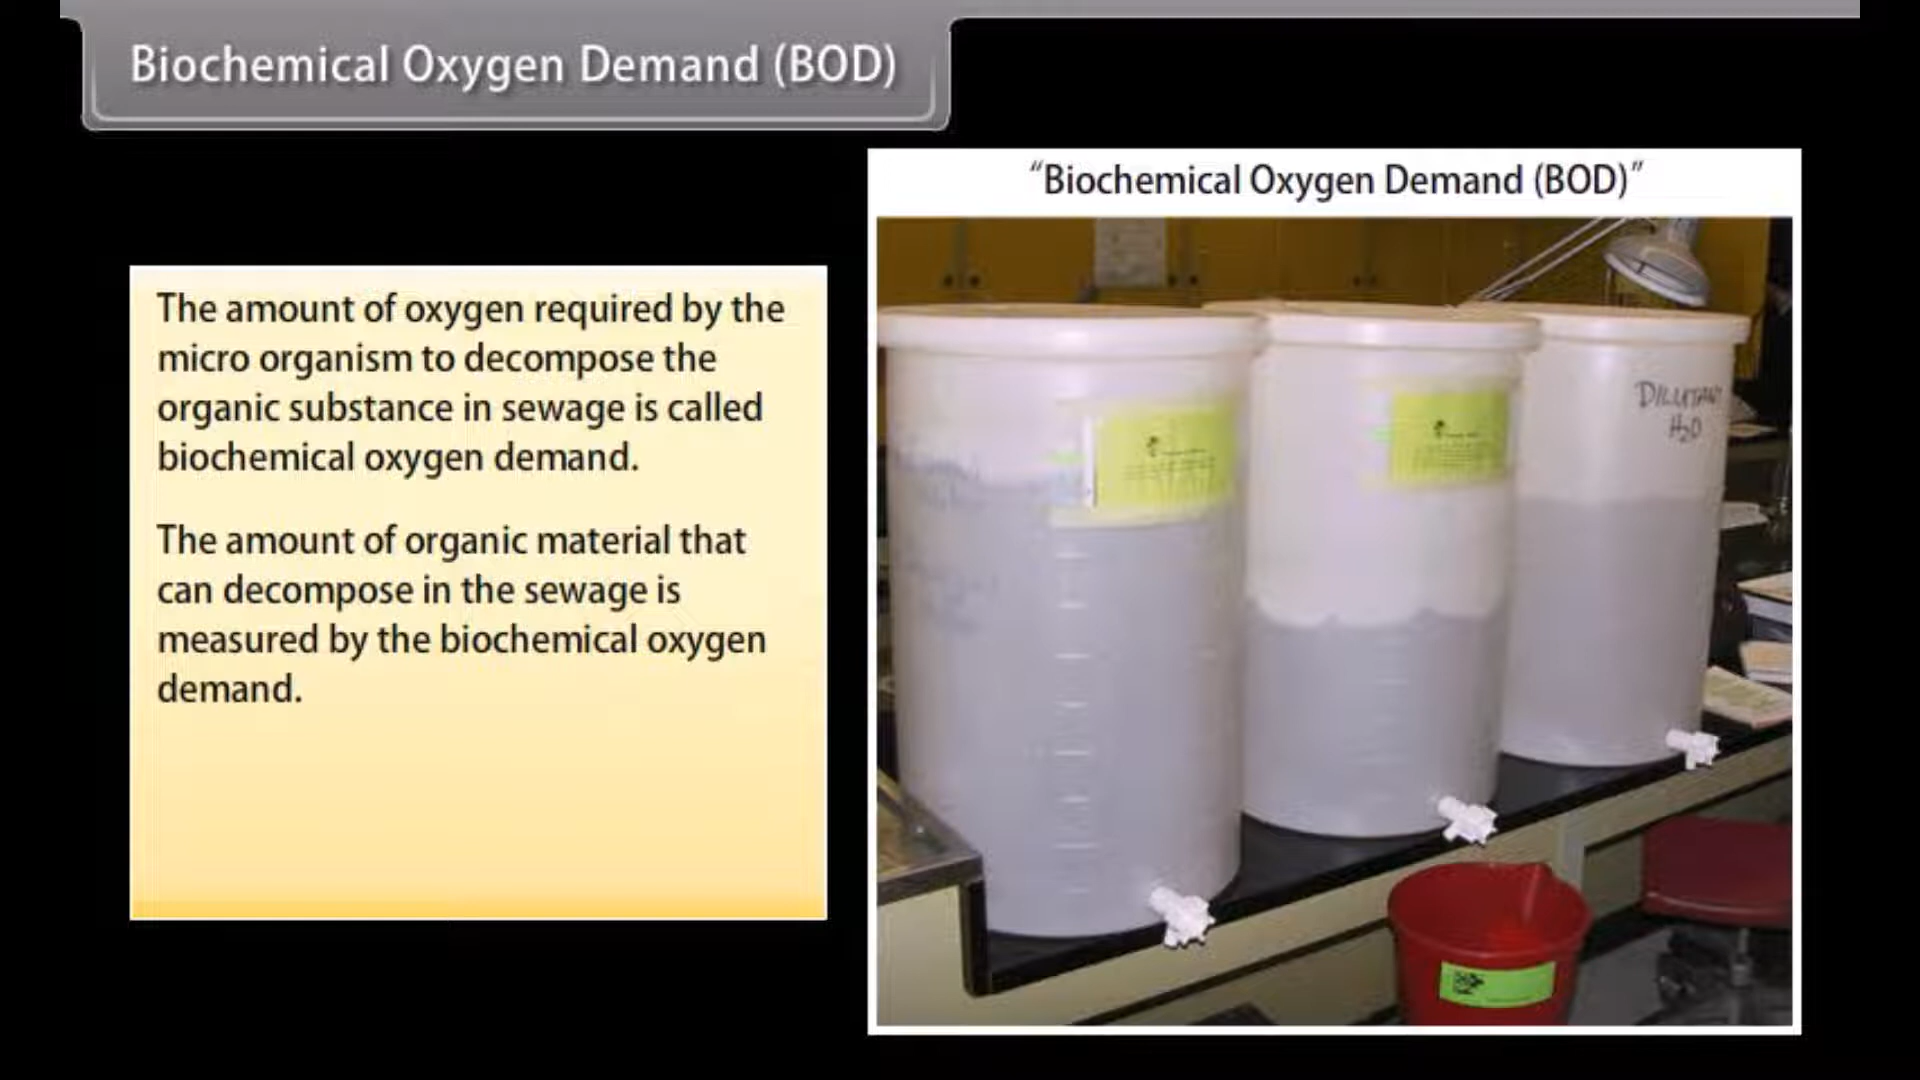 Biochemical Oxygen Demand (BOD)
“Biochemical Oxygen Demand (BOD)”
The amount of oxygen required by the
micro organism to decompose the
organic substance in sewage is called
biochemical oxygen demand.
The amount of organic material that
can decompose in the sewage is
measured by the biochemical oxygen
demand.
DILUTANT
H2O